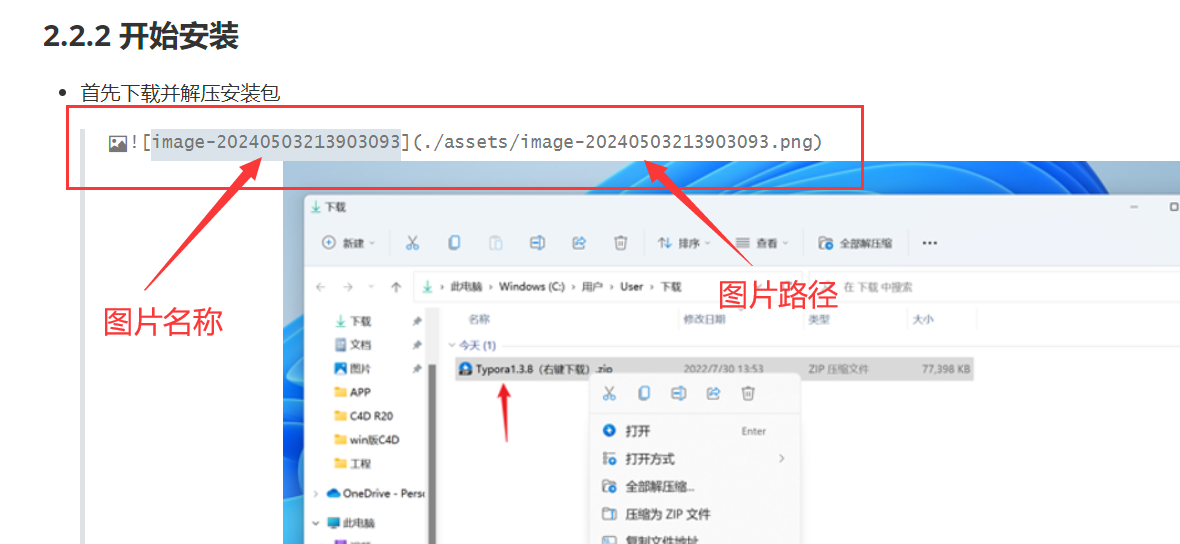 2.2.2 开始安装
首先下载并解压安装包
![image-20240503213903093](./assets/image-20240503213903093.png)
图片名称
图片路径
下载
新建
排序
查看
全部解压缩
此电脑 › Windows (C:) › 用户 › User › 下载
在 下载 中搜索
下载
文档
图片
APP
C4D R20
win版C4D
工程
OneDrive - Perso
此电脑
名称
修改日期
类型
大小
今天 (1)
Typora1.3.8（右键下载）.zip
2022/7/30 13:53
ZIP 压缩文件
77,398 KB
打开
Enter
打开方式
全部解压缩...
压缩为 ZIP 文件
复制文件地址